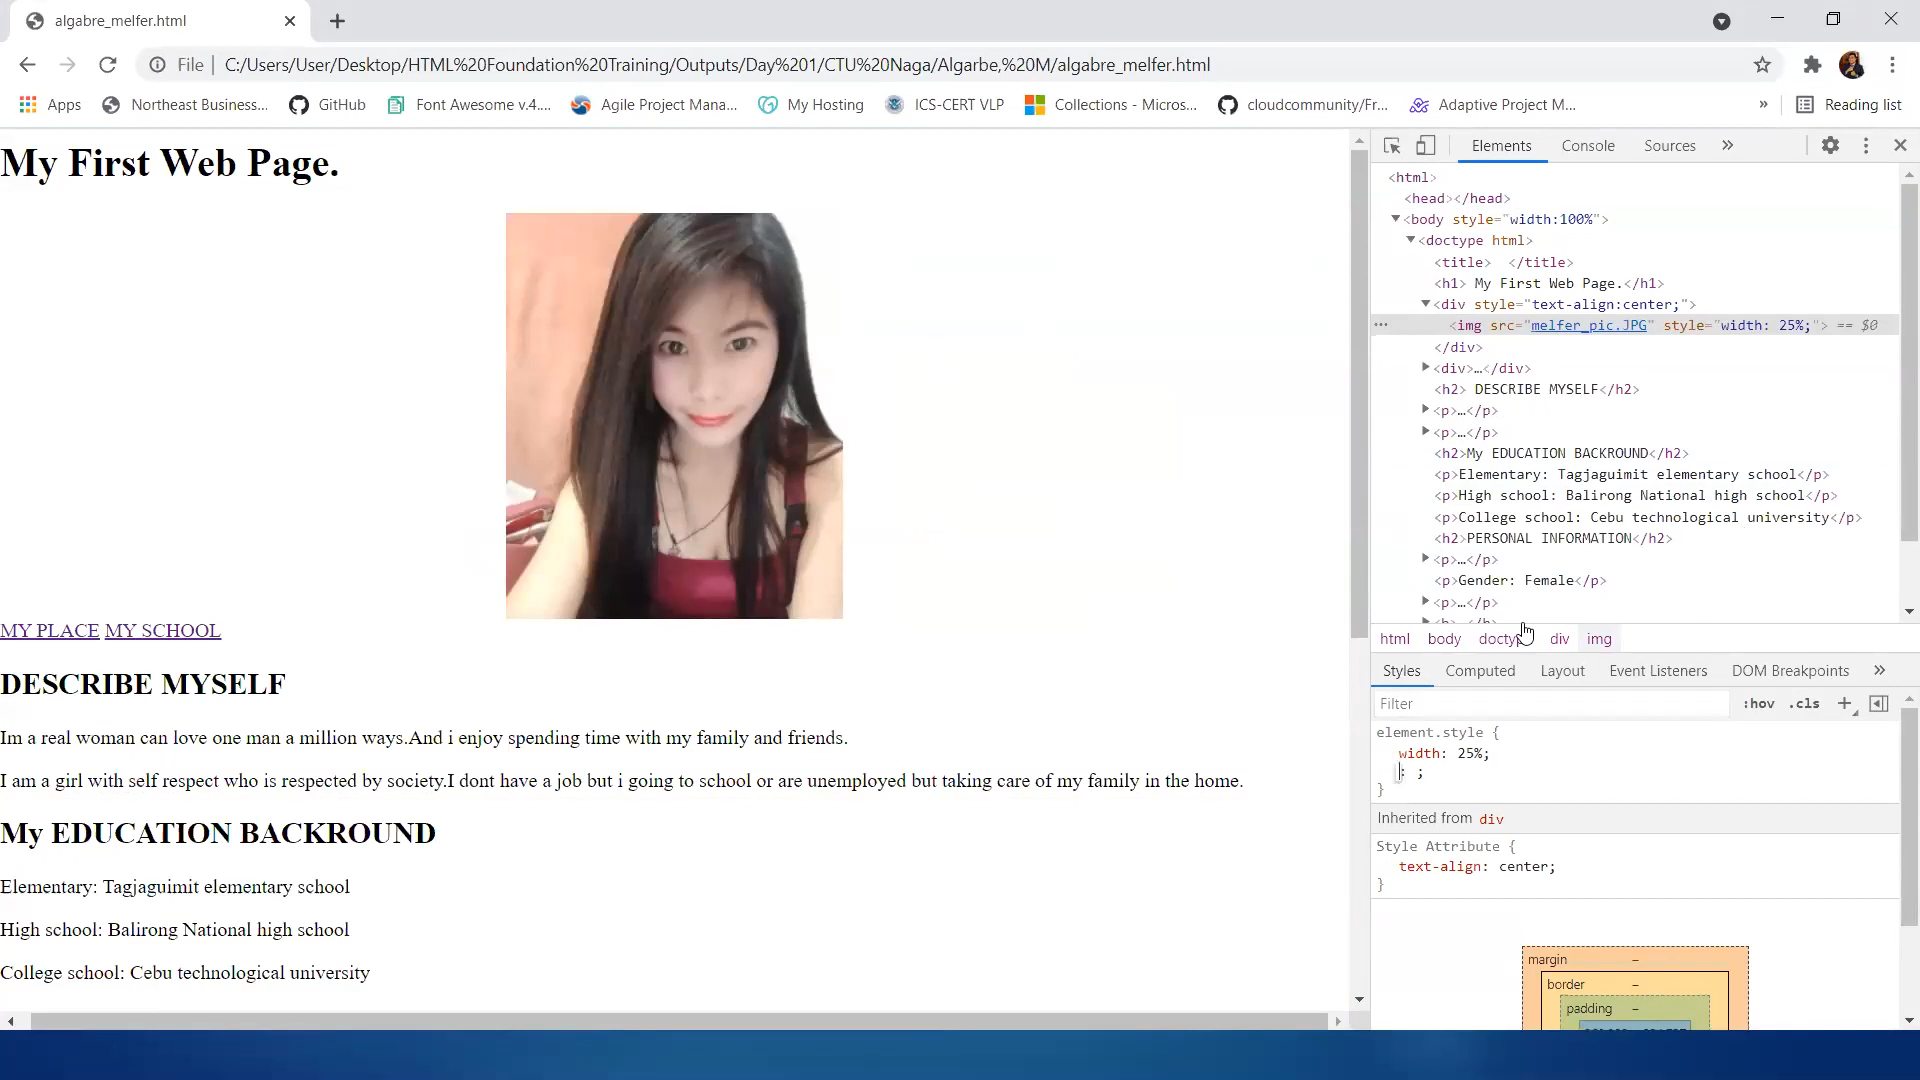 algabre_melfer.html
File | C:/Users/User/Desktop/HTML%20Foundation%20Training/Outputs/Day%201/CTU%20Naga/Algarbe,%20M/algabre_melfer.html
Apps Northeast Business... GitHub Font Awesome v.4.... Agile Project Mana... My Hosting ICS-CERT VLP Collections - Micros... cloudcommunity/Fr... Adaptive Project M... » Reading list
My First Web Page.
MY PLACE MY SCHOOL
DESCRIBE MYSELF
Im a real woman can love one man a million ways.And i enjoy spending time with my family and friends.
I am a girl with self respect who is respected by society.I dont have a job but i going to school or are unemployed but taking care of my family in the home.
My EDUCATION BACKROUND
Elementary: Tagjaguimit elementary school
High school: Balirong National high school
College school: Cebu technological university
Elements Console Sources »
<html>
<head></head>
<body style="width:100%">
<doctype html>
<title> </title>
<h1> My First Web Page.</h1>
<div style="text-align:center;">
<img src="melfer_pic.JPG" style="width: 25%;"> == $0
</div>
<div>…</div>
<h2> DESCRIBE MYSELF</h2>
<p>…</p>
<p>…</p>
<h2>My EDUCATION BACKROUND</h2>
<p>Elementary: Tagjaguimit elementary school</p>
<p>High school: Balirong National high school</p>
<p>College school: Cebu technological university</p>
<h2>PERSONAL INFORMATION</h2>
<p>…</p>
<p>Gender: Female</p>
<p>…</p>
html body div img
Styles Computed Layout Event Listeners DOM Breakpoints »
Filter :hov .cls +
element.style {
width: 25%;
: ;
}
Inherited from div
Style Attribute {
text-align: center;
}
margin –
border –
padding –